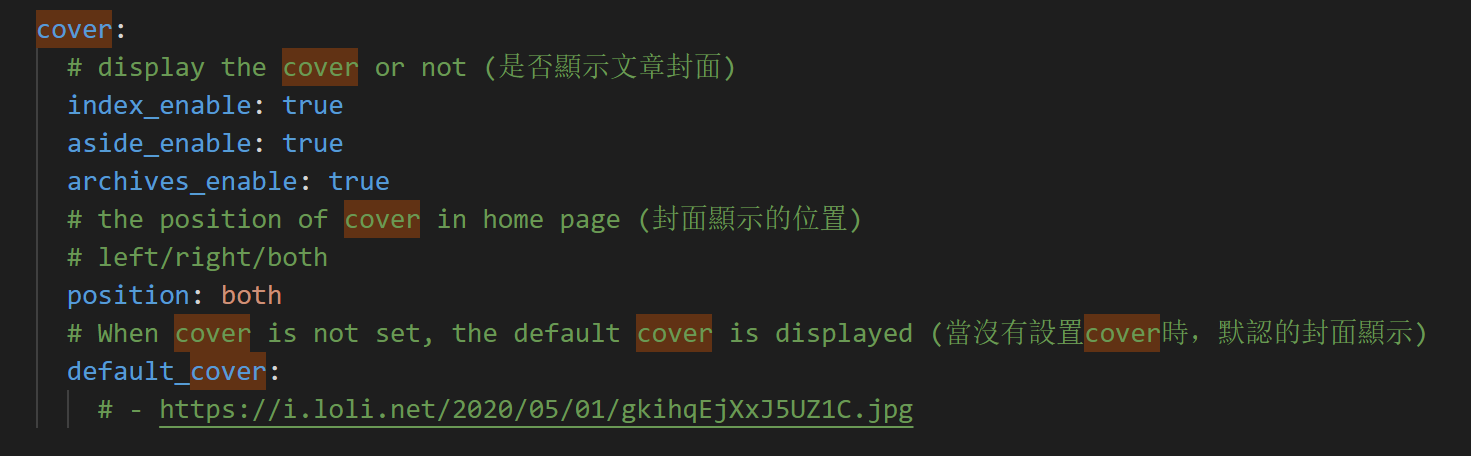 cover:
# display the cover or not (是否顯示文章封面)
index_enable: true
aside_enable: true
archives_enable: true
# the position of cover in home page (封面顯示的位置)
# left/right/both
position: both
# When cover is not set, the default cover is displayed (當沒有設置cover時，默認的封面顯示)
default_cover:
# - https://i.loli.net/2020/05/01/gkihqEjXxJ5UZ1C.jpg